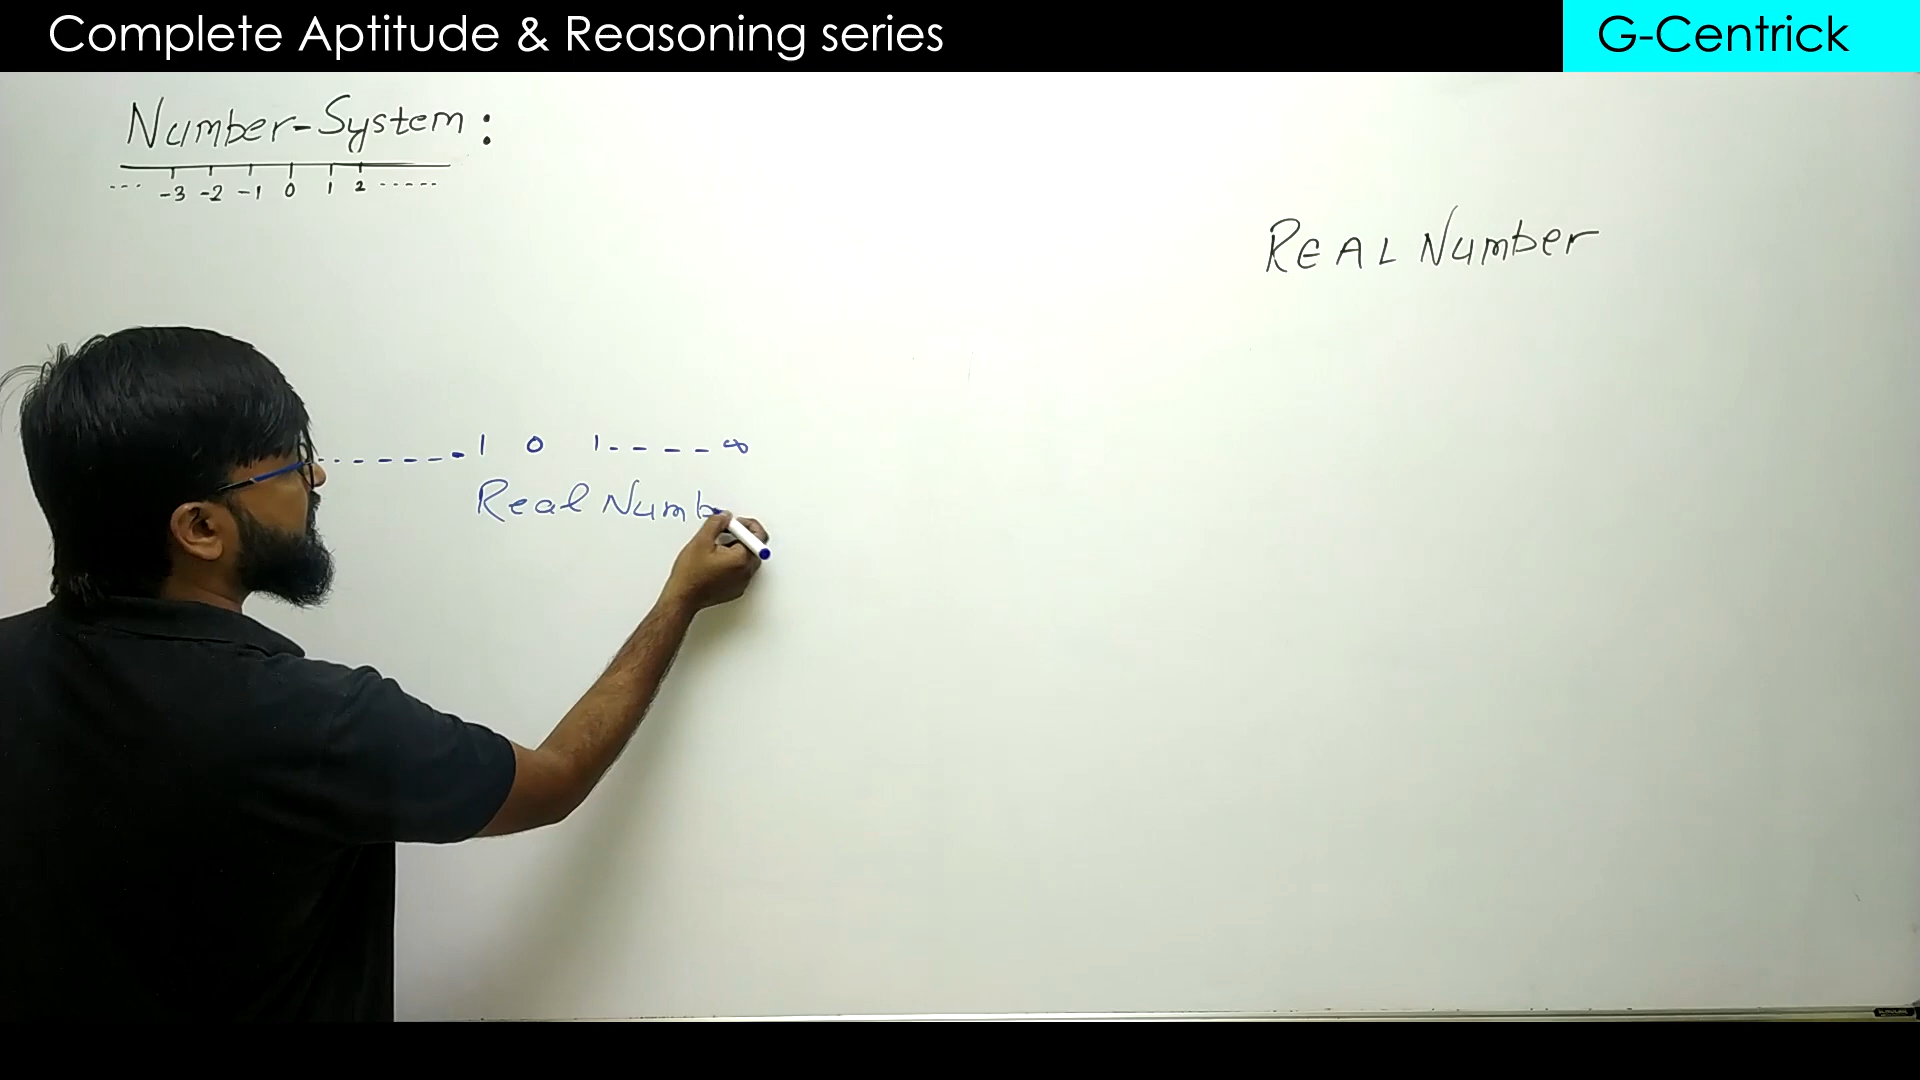 Complete Aptitude & Reasoning series
G-Centrick
Number-System :
--- -3 -2 -1 0 1 2 -----
REAL Number
------- -1 0 1 ---- ∞
Real Numb